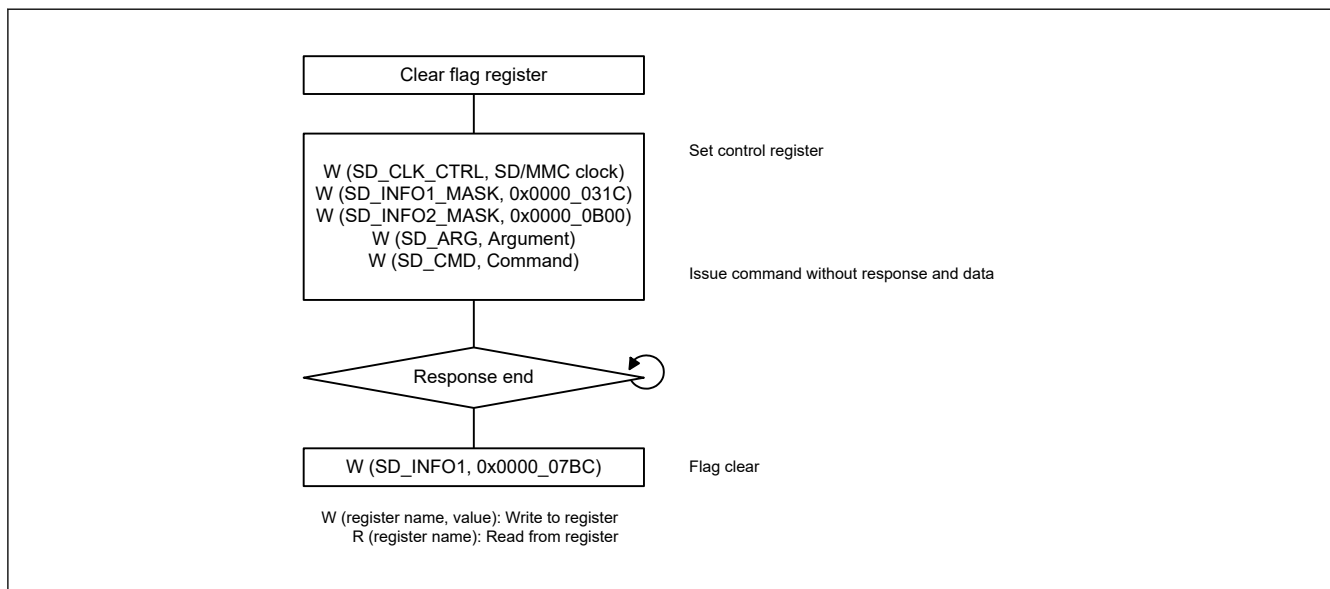 Clear flag register
Set control register
W (SD_CLK_CTRL, SD/MMC clock)
W (SD_INFO1_MASK, 0x0000_031C)
W (SD_INFO2_MASK, 0x0000_0B00)
W (SD_ARG, Argument)
W (SD_CMD, Command)
Issue command without response and data
Response end
W (SD_INFO1, 0x0000_07BC)
Flag clear
W (register name, value): Write to register
R (register name): Read from register